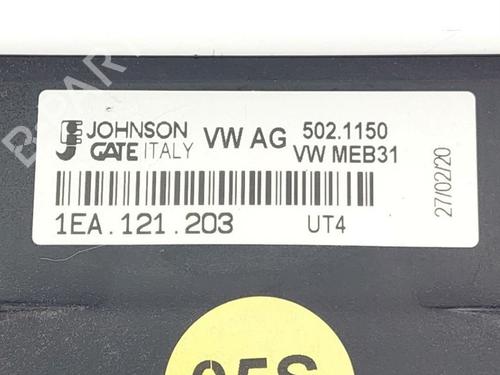 JOHNSON
GATE ITALY
VW AG
502.1150
VW MEB31
27/02/20
1EA.121.203
UT4